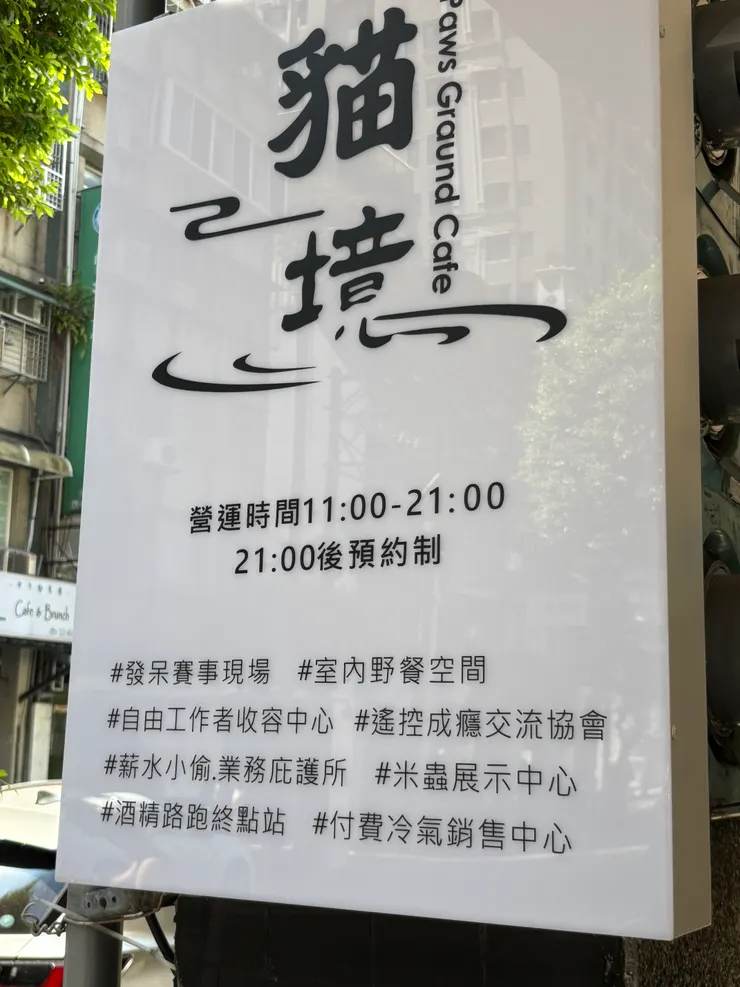 貓境
Paws Graund Cafe
營運時間11:00-21:00
21:00後預約制
#發呆賽事現場 #室內野餐空間
#自由工作者收容中心 #遙控成癮交流協會
#薪水小偷.業務庇護所 #米蟲展示中心
#酒精路跑終點站 #付費冷氣銷售中心
Cafe & Brunch